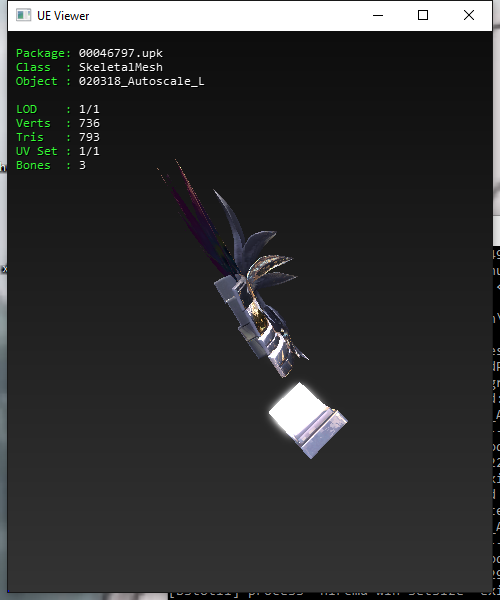 UE Viewer
Package: 00046797.upk
Class : SkeletalMesh
Object : 020318_Autoscale_L
LOD : 1/1
Verts : 736
Tris : 793
UV Set : 1/1
Bones : 3